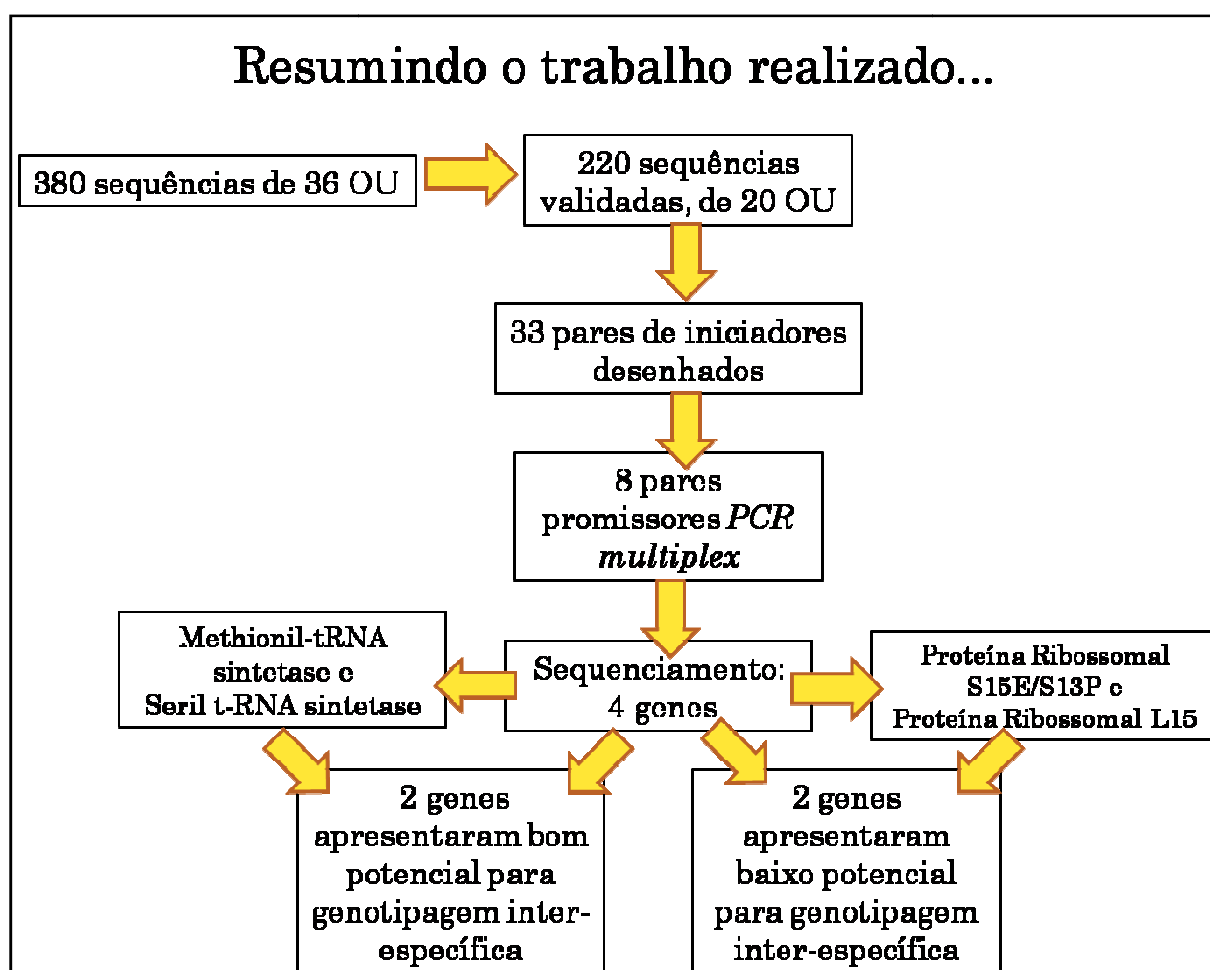 Resumindo o trabalho realizado...
380 sequências de 36 OU
220 sequências
validadas, de 20 OU
33 pares de iniciadores
desenhados
8 pares
promissores PCR
multiplex
Methionil-tRNA
sintetase e
Seril t-RNA sintetase
Sequenciamento:
4 genes
Proteína Ribossomal
S15E/S13P e
Proteína Ribossomal L15
2 genes
apresentaram bom
potencial para
genotipagem inter-
específica
2 genes
apresentaram
baixo potencial
para genotipagem
inter-específica